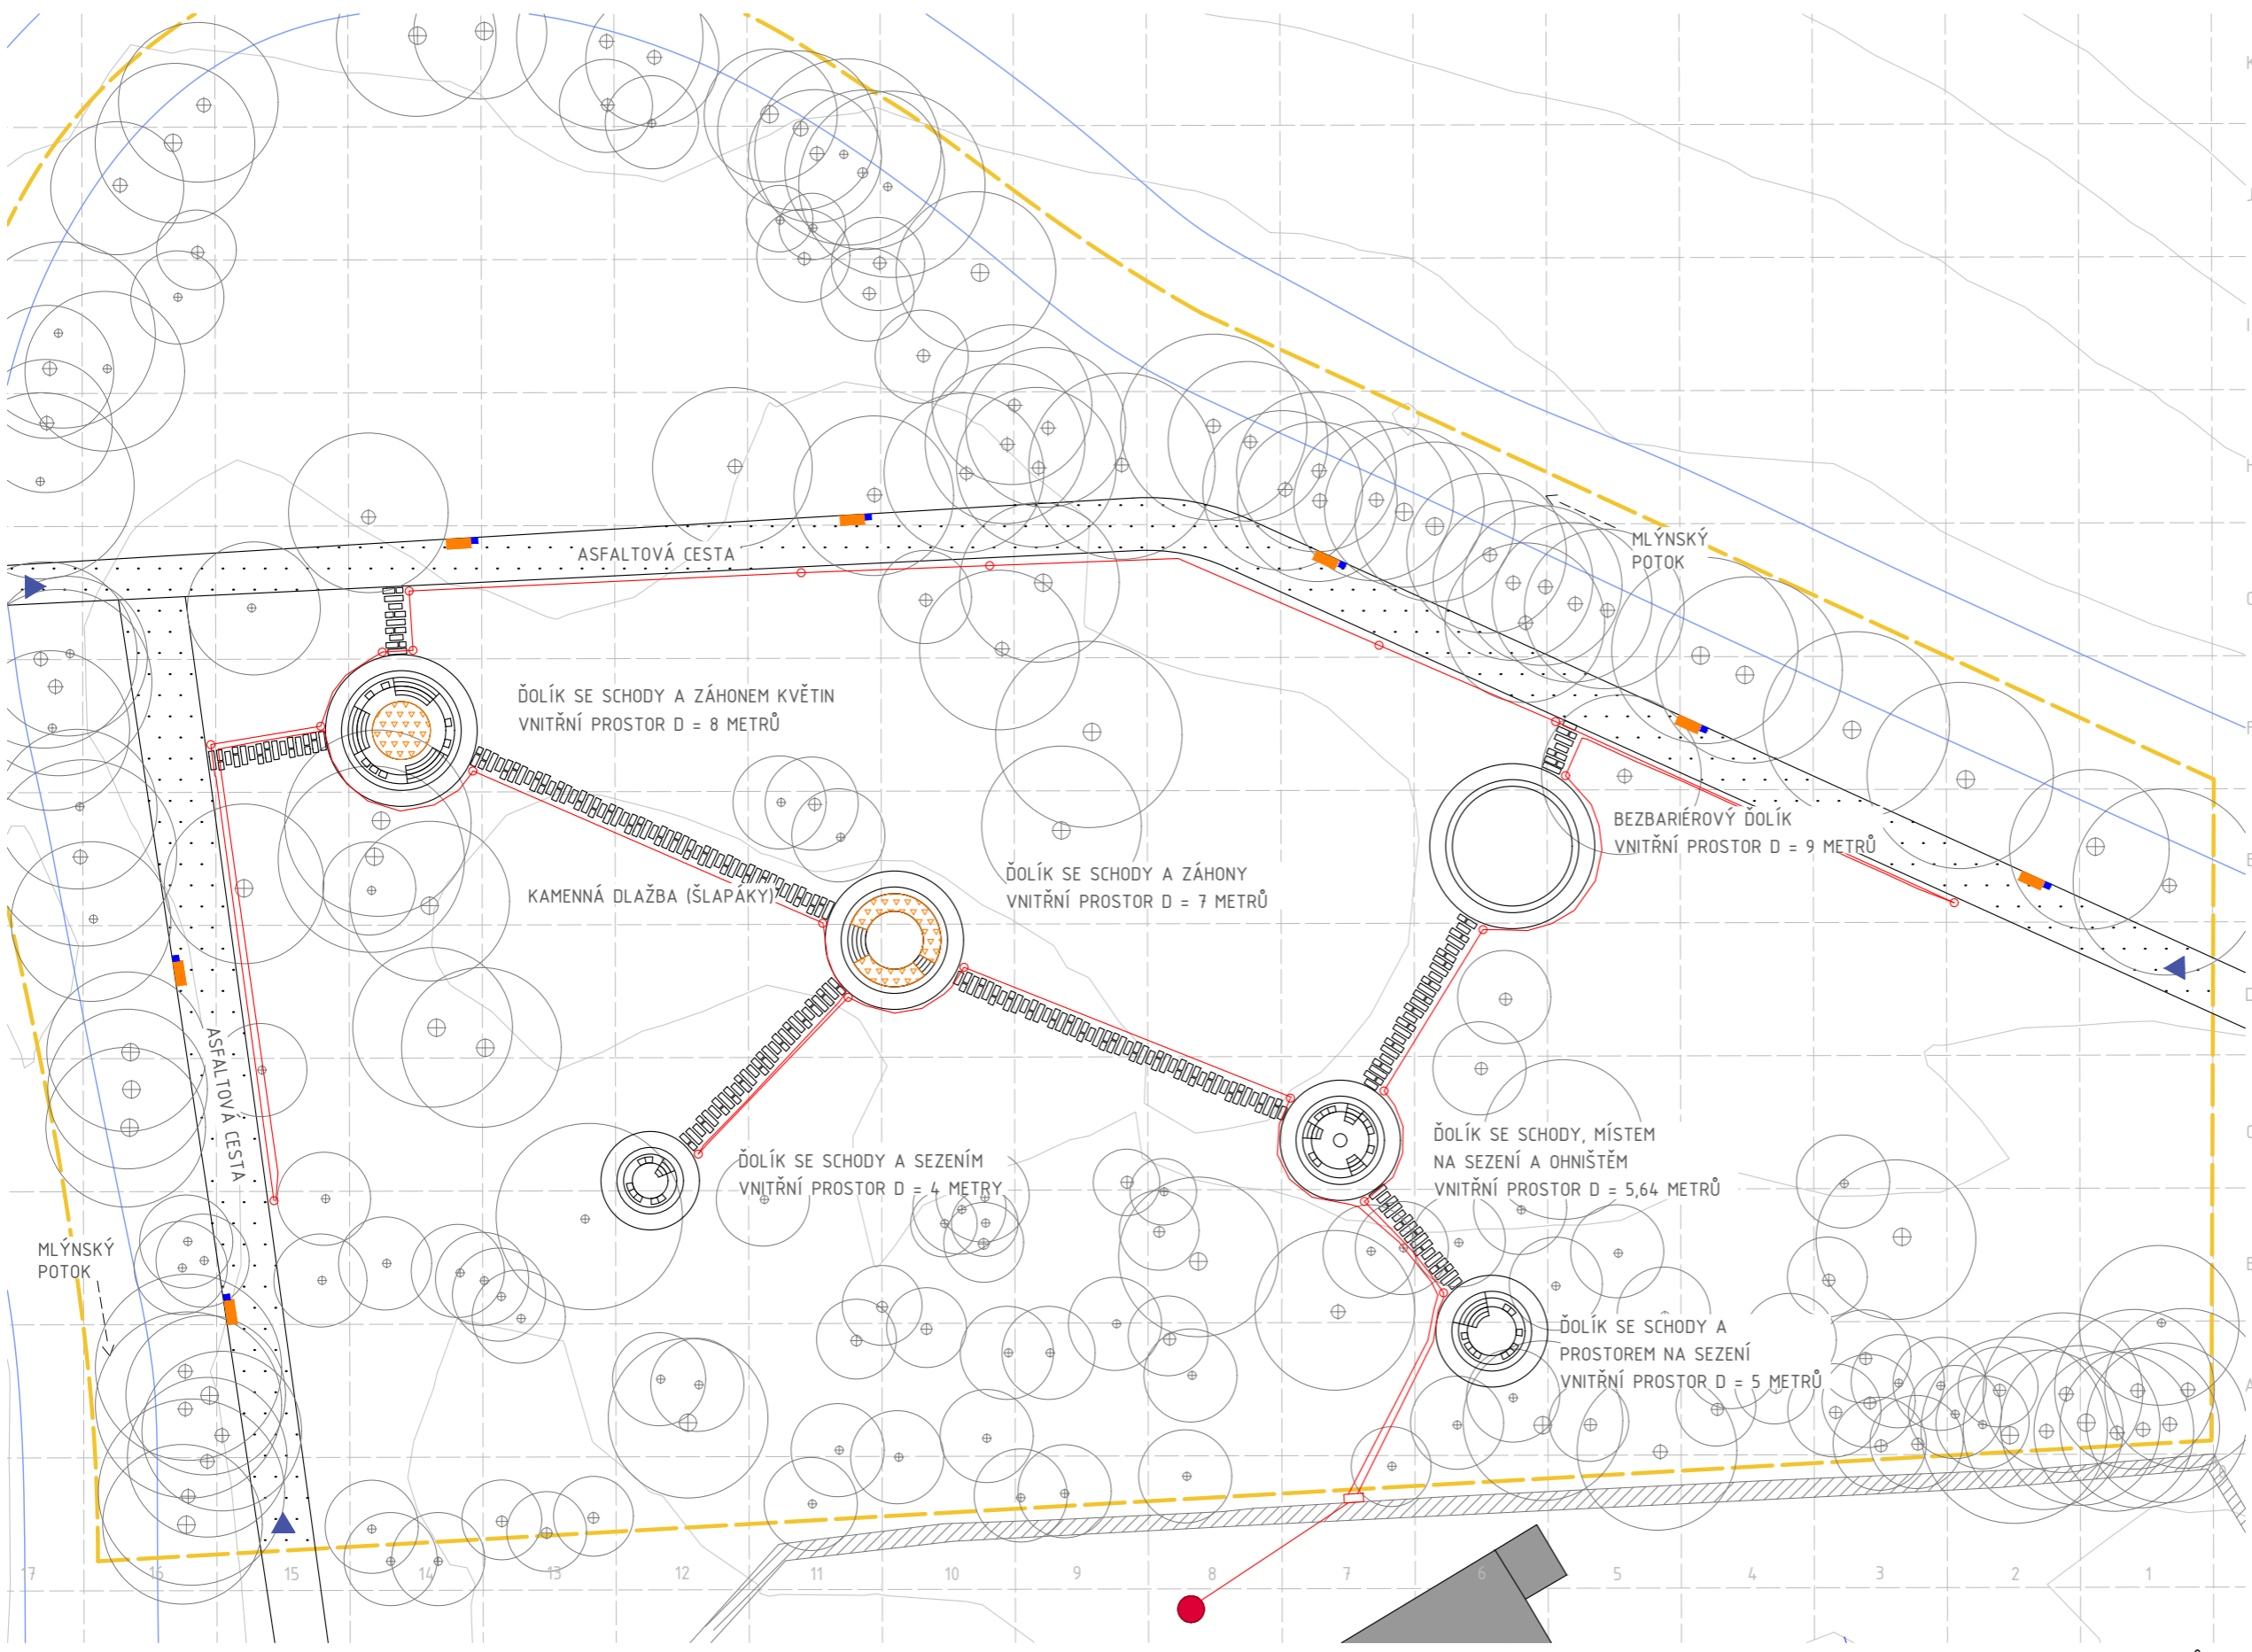 K
J
I
H
ASFALTOVÁ CESTA
MLÝNSKÝ
POTOK
G
ĎOLÍK SE SCHODY A ZÁHONEM KVĚTIN
VNITŘNÍ PROSTOR D = 8 METRŮ
F
BEZBARIÉROVÝ ĎOLÍK
VNITŘNÍ PROSTOR D = 9 METRŮ
E
ĎOLÍK SE SCHODY A ZÁHONY
VNITŘNÍ PROSTOR D = 7 METRŮ
KAMENNÁ DLAŽBA (ŠLAPÁKY)
D
ASFALTOVÁ CESTA
C
ĎOLÍK SE SCHODY, MÍSTEM
NA SEZENÍ A OHNIŠTĚM
VNITŘNÍ PROSTOR D = 5,64 METRŮ
ĎOLÍK SE SCHODY A SEZENÍM
VNITŘNÍ PROSTOR D = 4 METRY
MLÝNSKÝ
POTOK
B
ĎOLÍK SE SCHODY A
PROSTOREM NA SEZENÍ
VNITŘNÍ PROSTOR D = 5 METRŮ
A
17 16 15 14 13 12 11 10 9 8 7 6 5 4 3 2 1